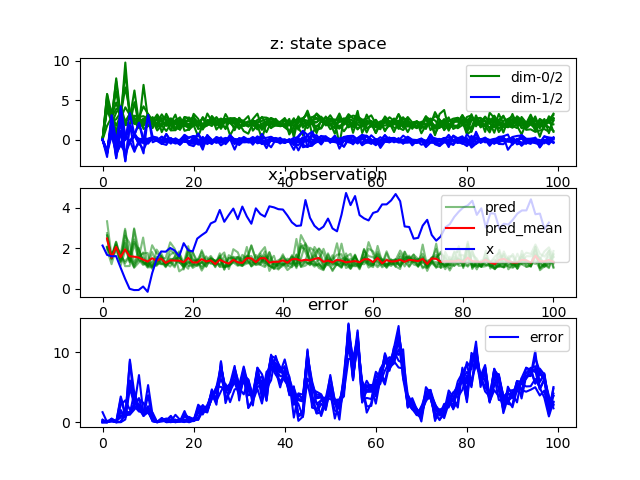 z: state space
10
5
0
dim-0/2
dim-1/2
0 20 40 60 80 100
x: observation
4
2
0
pred
pred_mean
x
0 20 40 60 80 100
error
10
0
error
0 20 40 60 80 100